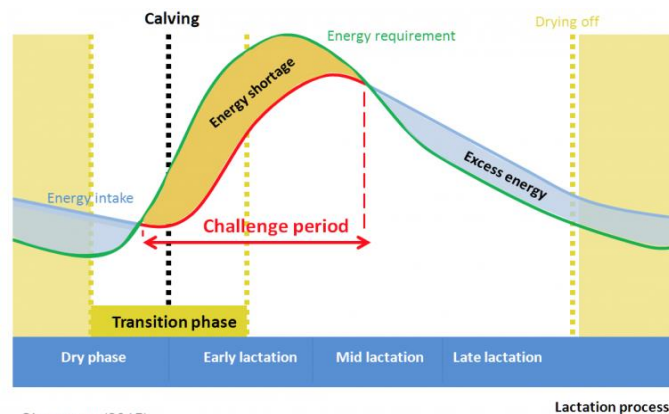 Calving
Energy requirement
Drying off
Energy shortage
Excess energy
Energy intake
Challenge period
Transition phase
Dry phase
Early lactation
Mid lactation
Late lactation
Lactation process